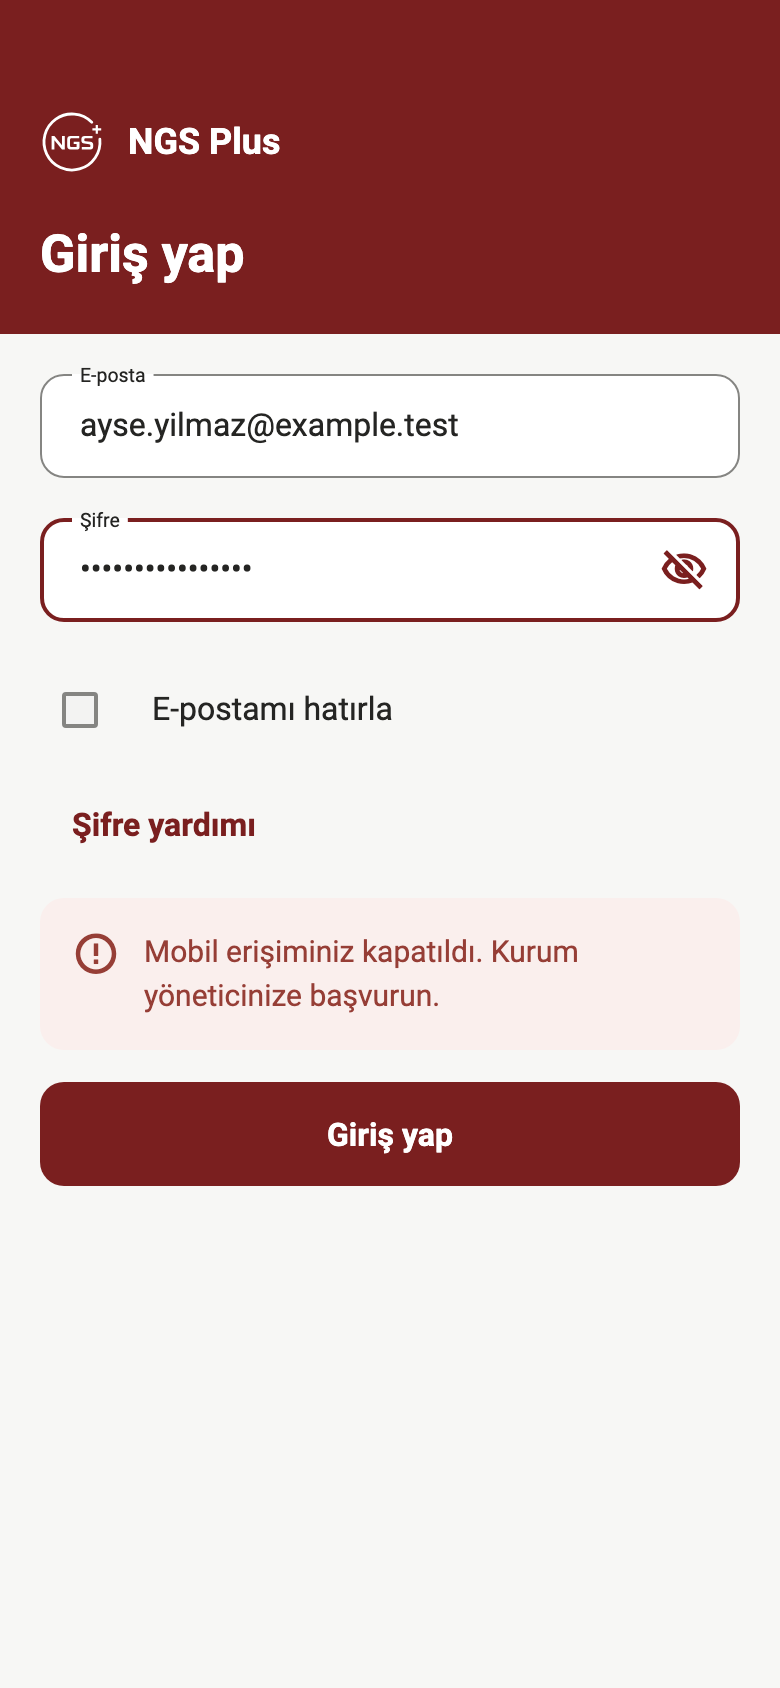 NGS+
NGS Plus
Giriş yap
E-posta
ayse.yilmaz@example.test
Şifre
••••••••••••••••
E-postamı hatırla
Şifre yardımı
Mobil erişiminiz kapatıldı. Kurum
yöneticinize başvurun.
Giriş yap